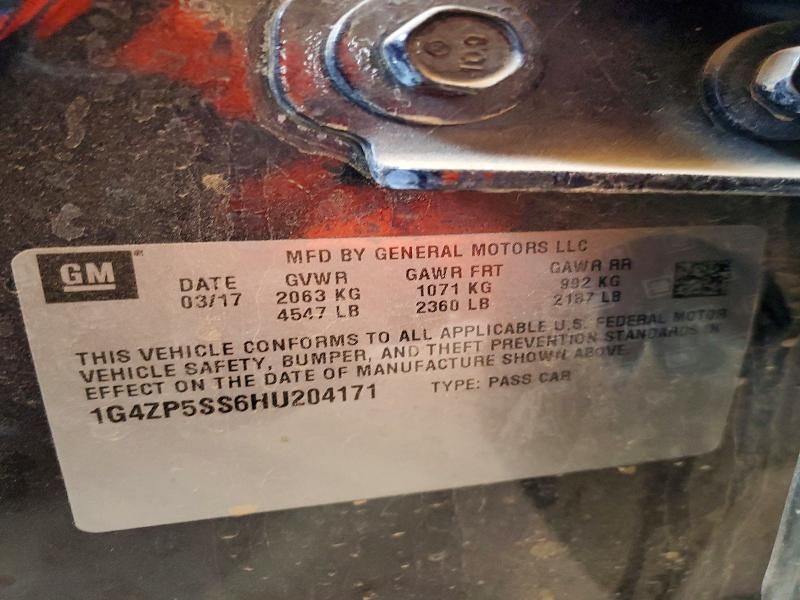 10.9
GM
MFD BY GENERAL MOTORS LLC
DATE GVWR GAWR FRT GAWR RR
03/17 2063 KG 1071 KG 992 KG
4547 LB 2360 LB 2187 LB
THIS VEHICLE CONFORMS TO ALL APPLICABLE U.S. FEDERAL MOTOR
VEHICLE SAFETY, BUMPER, AND THEFT PREVENTION STANDARDS IN
EFFECT ON THE DATE OF MANUFACTURE SHOWN ABOVE.
1G4ZP5SS6HU204171 TYPE: PASS CAR